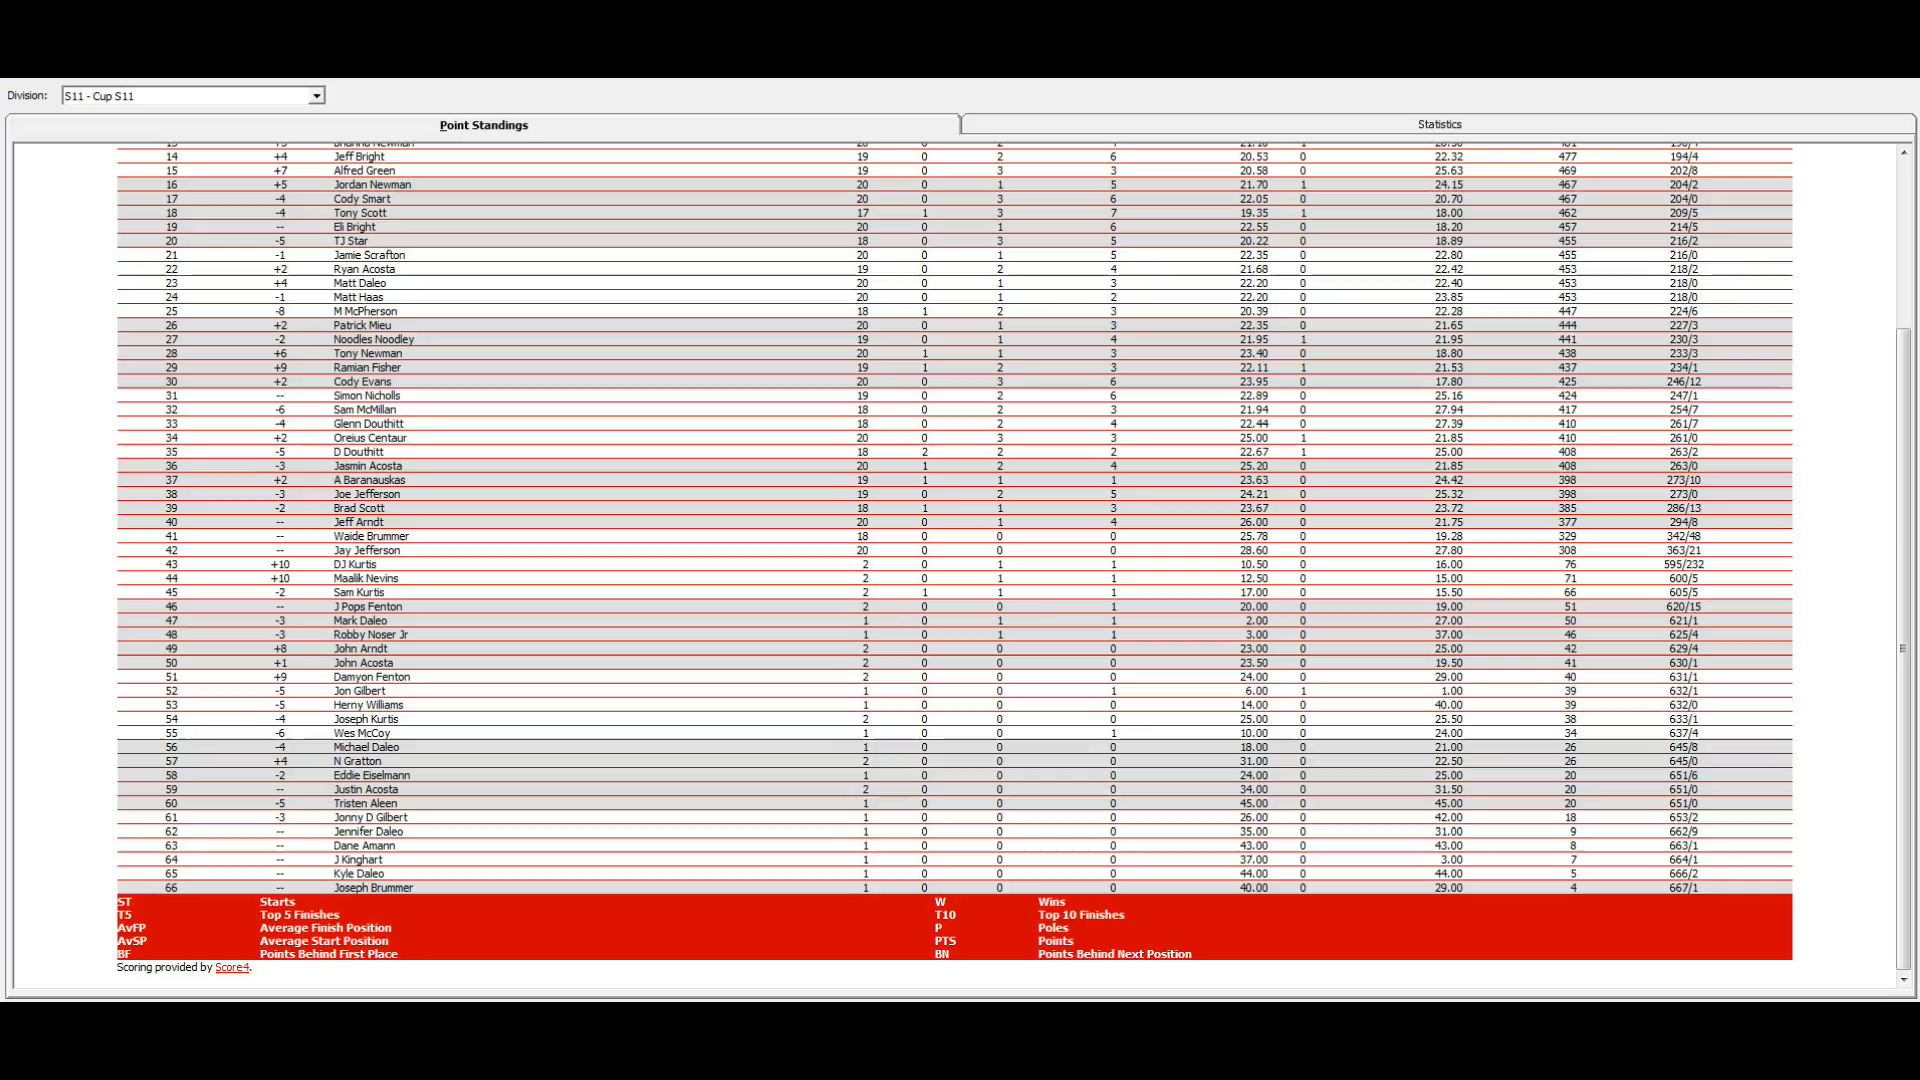 Division: S11 - Cup S11
Point Standings Statistics
14 +4 Jeff Bright 19 0 2 6 20.53 0 22.32 477 194/4
15 +7 Alfred Green 19 0 3 3 20.58 0 25.63 469 202/8
16 +5 Jordan Newman 20 0 1 5 21.70 1 24.15 467 204/2
17 -4 Cody Smart 20 0 3 6 22.05 0 20.70 467 204/0
18 -4 Tony Scott 17 1 3 7 19.35 1 18.00 462 209/5
19 -- Eli Bright 20 0 1 6 22.55 0 18.20 457 214/5
20 -5 TJ Star 18 0 3 5 20.22 0 18.89 455 216/2
21 -1 Jamie Scrafton 20 0 1 5 22.35 0 22.80 455 216/0
22 +2 Ryan Acosta 19 0 2 4 21.68 0 22.42 453 218/2
23 +4 Matt Daleo 20 0 1 3 22.20 0 22.40 453 218/0
24 -1 Matt Haas 20 0 1 2 22.20 0 23.85 453 218/0
25 -8 M McPherson 18 1 2 3 20.39 0 22.28 447 224/6
26 +2 Patrick Mieu 20 0 1 3 22.35 0 21.65 444 227/3
27 -2 Noodles Noodley 19 0 1 4 21.95 1 21.95 441 230/3
28 +6 Tony Newman 20 1 1 3 23.40 0 18.80 438 233/3
29 +9 Ramian Fisher 19 1 2 3 22.11 1 21.53 437 234/1
30 +2 Cody Evans 20 0 3 6 23.95 0 17.80 425 246/12
31 -- Simon Nicholls 19 0 2 6 22.89 0 25.16 424 247/1
32 -6 Sam McMillan 18 0 2 3 21.94 0 27.94 417 254/7
33 -4 Glenn Douthitt 18 0 2 4 22.44 0 27.39 410 261/7
34 +2 Oreius Centaur 20 0 3 3 25.00 1 21.85 410 261/0
35 -5 D Douthitt 18 2 2 2 22.67 1 25.00 408 263/2
36 -3 Jasmin Acosta 20 1 2 4 25.20 0 21.85 408 263/0
37 +2 A Baranauskas 19 1 1 1 23.63 0 24.42 398 273/10
38 -3 Joe Jefferson 19 0 2 5 24.21 0 25.32 398 273/0
39 -2 Brad Scott 18 1 1 3 23.67 0 23.72 385 286/13
40 -- Jeff Arndt 20 0 1 4 26.00 0 21.75 377 294/8
41 -- Waide Brummer 18 0 0 0 25.78 0 19.28 329 342/48
42 -- Jay Jefferson 20 0 0 0 28.60 0 27.80 308 363/21
43 +10 DJ Kurtis 2 0 1 1 10.50 0 16.00 76 595/232
44 +10 Maalik Nevins 2 0 1 1 12.50 0 15.00 71 600/5
45 -2 Sam Kurtis 2 1 1 1 17.00 0 15.50 66 605/5
46 -- J Pops Fenton 2 0 0 1 20.00 0 19.00 51 620/15
47 -3 Mark Daleo 1 0 1 1 2.00 0 27.00 50 621/1
48 -3 Robby Noser Jr 1 0 1 1 3.00 0 37.00 46 625/4
49 +8 John Arndt 2 0 0 0 23.00 0 25.00 42 629/4
50 +1 John Acosta 2 0 0 0 23.50 0 19.50 41 630/1
51 +9 Damyon Fenton 2 0 0 0 24.00 0 29.00 40 631/1
52 -5 Jon Gilbert 1 0 0 1 6.00 1 1.00 39 632/1
53 -5 Herny Williams 1 0 0 0 14.00 0 40.00 39 632/0
54 -4 Joseph Kurtis 2 0 0 0 25.00 0 25.50 38 633/1
55 -6 Wes McCoy 1 0 0 1 10.00 0 24.00 34 637/4
56 -4 Michael Daleo 1 0 0 0 18.00 0 21.00 26 645/8
57 +4 N Gratton 2 0 0 0 31.00 0 22.50 26 645/0
58 -2 Eddie Eiselmann 1 0 0 0 24.00 0 25.00 20 651/6
59 -- Justin Acosta 2 0 0 0 34.00 0 31.50 20 651/0
60 -5 Tristen Aleen 1 0 0 0 45.00 0 45.00 20 651/0
61 -3 Jonny D Gilbert 1 0 0 0 26.00 0 42.00 18 653/2
62 -- Jennifer Daleo 1 0 0 0 35.00 0 31.00 9 662/9
63 -- Dane Amann 1 0 0 0 43.00 0 43.00 8 663/1
64 -- J Kinghart 1 0 0 0 37.00 0 3.00 7 664/1
65 -- Kyle Daleo 1 0 0 0 44.00 0 44.00 5 666/2
66 -- Joseph Brummer 1 0 0 0 40.00 0 29.00 4 667/1
ST Starts W Wins
T5 Top 5 Finishes T10 Top 10 Finishes
AvFP Average Finish Position P Poles
AvSP Average Start Position PTS Points
BF Points Behind First Place BN Points Behind Next Position
Scoring provided by Score4.